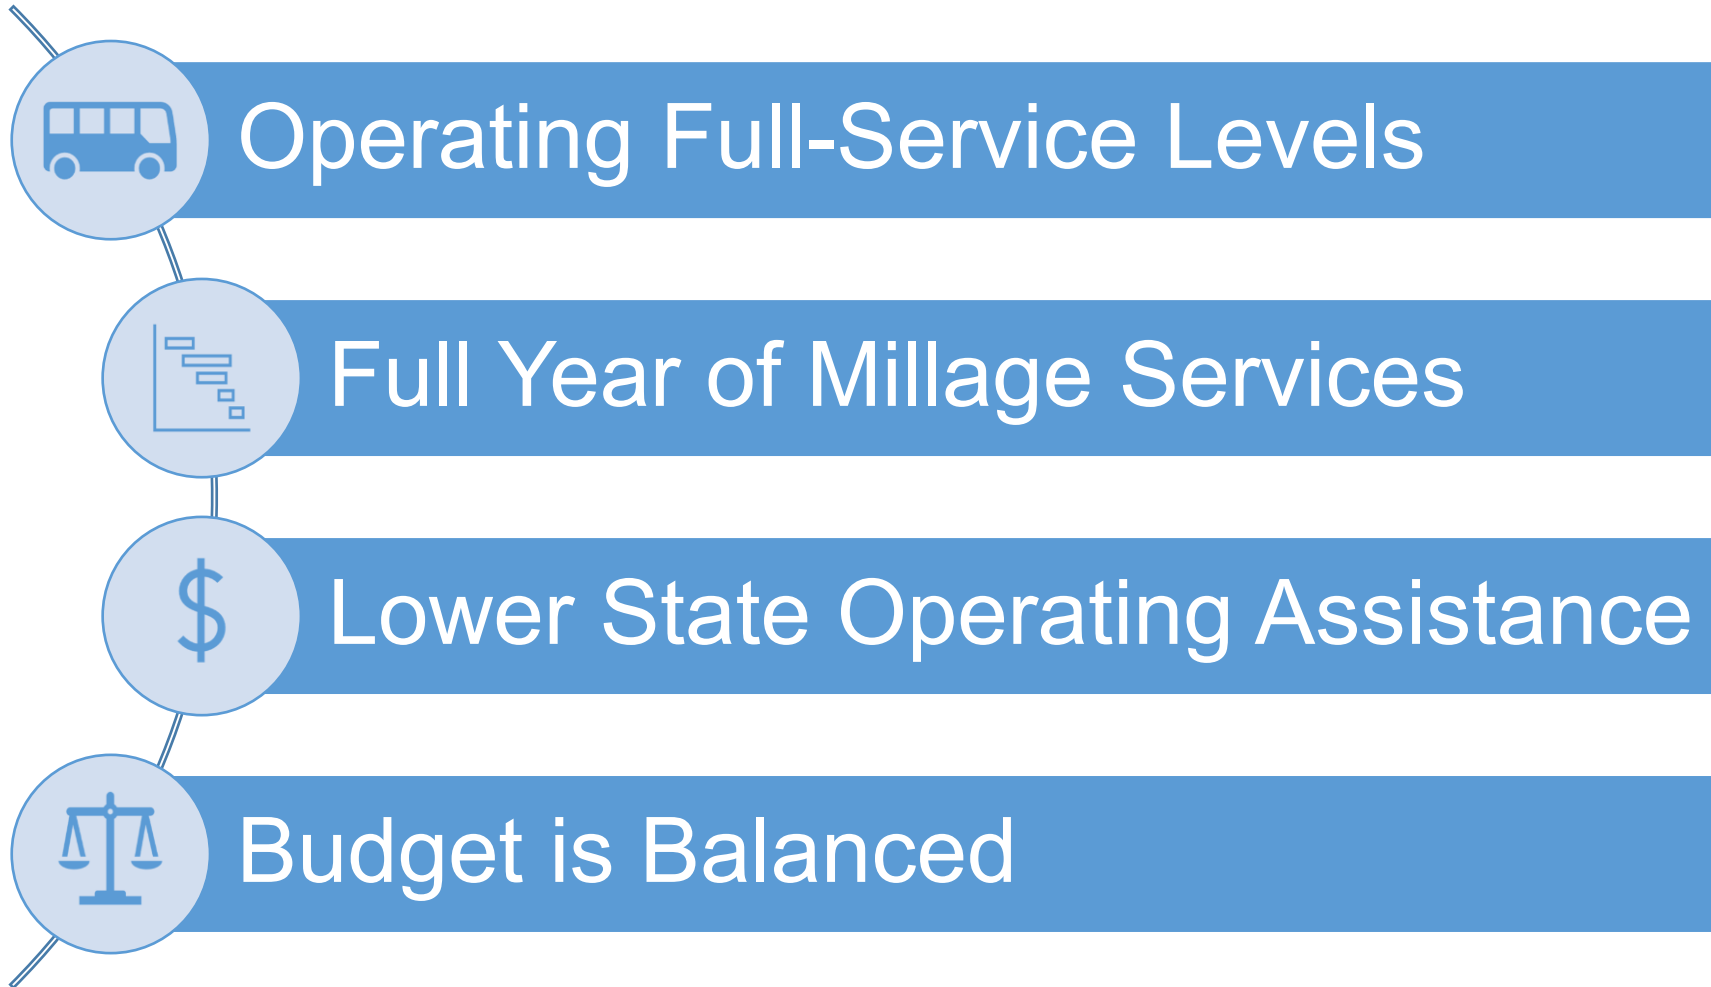 Operating Full-Service Levels
Full Year of Millage Services
Lower State Operating Assistance
Budget is Balanced